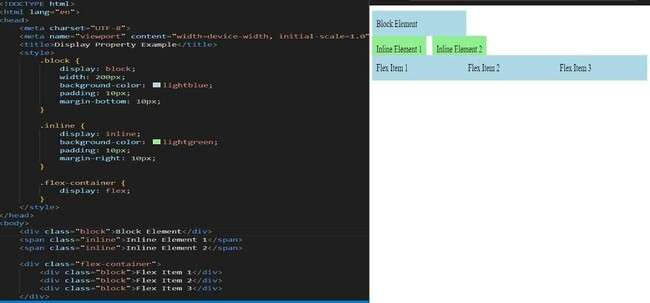 <!DOCTYPE html>
<html lang="en">
<head>
<meta charset="UTF-8">
<meta name="viewport" content="width=device-width, initial-scale=1.0"
<title>Display Property Example</title>
<style>
.block {
display: block;
width: 200px;
background-color: lightblue;
padding: 10px;
margin-bottom: 10px;
}
.inline {
display: inline;
background-color: lightgreen;
padding: 10px;
margin-right: 10px;
}
.flex-container {
display: flex;
}
</style>
</head>
<body>
<div class="block">Block Element</div>
<span class="inline">Inline Element 1</span>
<span class="inline">Inline Element 2</span>
<div class="flex-container">
<div class="block">Flex Item 1</div>
<div class="block">Flex Item 2</div>
<div class="block">Flex Item 3</div>
</div>
Block Element
Inline Element 1 Inline Element 2
Flex Item 1 Flex Item 2 Flex Item 3